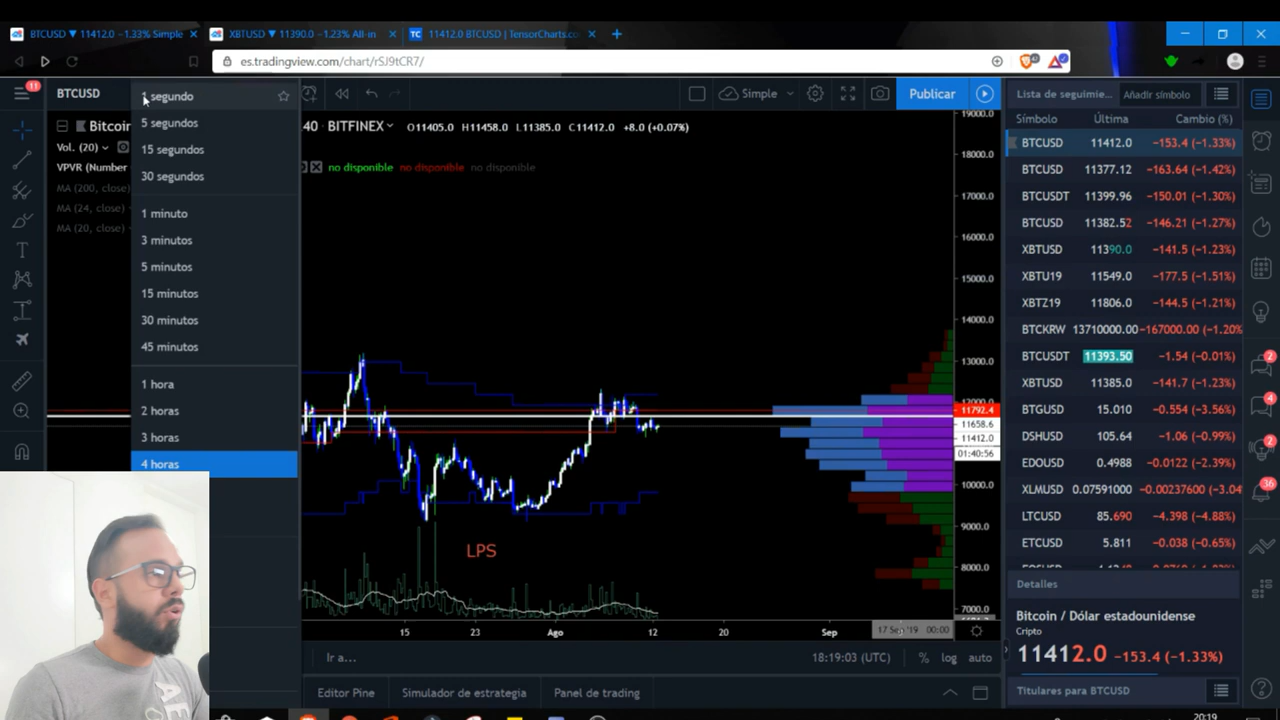 BTCUSD ▼ 11412.0 −1.33% Simple
XBTUSD ▼ 11390.0 −1.23% All-in
TC 11412.0 BTCUSD | TensorCharts.co
es.tradingview.com/chart/rSJ9tCR7/
11
BTCUSD
1 segundo
5 segundos
15 segundos
30 segundos
1 minuto
3 minutos
5 minutos
15 minutos
30 minutos
45 minutos
1 hora
2 horas
3 horas
4 horas
Simple
Publicar
Bitcoin
40 BITFINEX
O11405.0 H11458.0 L11385.0 C11412.0 +8.0 (+0.07%)
Vol. (20)
VPVR (Number
no disponible no disponible no disponible
MA (200, close)
MA (24, close)
MA (20, close)
LPS
19000.0
18000.0
17000.0
16000.0
15000.0
14000.0
13000.0
12000.0
11792.4
11658.6
11412.0
01:40:56
10000.0
9000.0
8000.0
7000.0
15 23 Ago 12 20 Sep 17 Sep '19 00:00
Ir a...
18:19:03 (UTC)
% log auto
Editor Pine
Simulador de estrategia
Panel de trading
Lista de seguimie...
Añadir símbolo
Símbolo Última Cambio (%)
BTCUSD 11412.0 −153.4 (−1.33%)
BTCUSD 11377.12 −163.64 (−1.42%)
BTCUSDT 11399.96 −150.01 (−1.30%)
BTCUSD 11382.52 −146.21 (−1.27%)
XBTUSD 11390.0 −141.5 (−1.23%)
XBTU19 11549.0 −177.5 (−1.51%)
XBTZ19 11806.0 −144.5 (−1.21%)
BTCKRW 13710000.00 −167000.00 (−1.20%
BTCUSDT 11393.50 −1.54 (−0.01%)
XBTUSD 11385.0 −141.7 (−1.23%)
BTGUSD 15.010 −0.554 (−3.56%)
DSHUSD 105.64 −1.06 (−0.99%)
EDOUSD 0.4988 −0.0122 (−2.39%)
XLMUSD 0.07591000 −0.00237600 (−3.04
LTCUSD 85.690 −4.398 (−4.88%)
ETCUSD 5.811 −0.038 (−0.65%)
Detalles
Bitcoin / Dólar estadounidense
Cripto
11412.0 −153.4 (−1.33%)
Titulares para BTCUSD
2
4
2
36
20:19